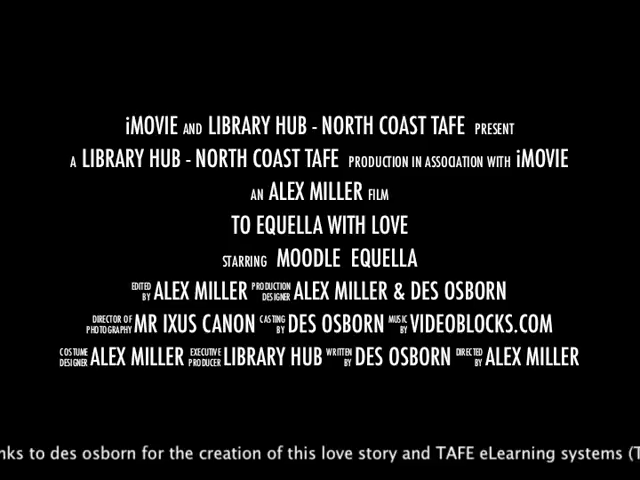 iMOVIE AND LIBRARY HUB - NORTH COAST TAFE PRESENT
A LIBRARY HUB - NORTH COAST TAFE PRODUCTION IN ASSOCIATION WITH iMOVIE
AN ALEX MILLER FILM
TO EQUELLA WITH LOVE
STARRING MOODLE EQUELLA
EDITED BY ALEX MILLER PRODUCTION DESIGNER ALEX MILLER & DES OSBORN
DIRECTOR OF PHOTOGRAPHY MR IXUS CANON CASTING BY DES OSBORN MUSIC BY VIDEOBLOCKS.COM
COSTUME DESIGNER ALEX MILLER EXECUTIVE PRODUCER LIBRARY HUB WRITTEN BY DES OSBORN DIRECTED BY ALEX MILLER
nks to des osborn for the creation of this love story and TAFE eLearning systems (T